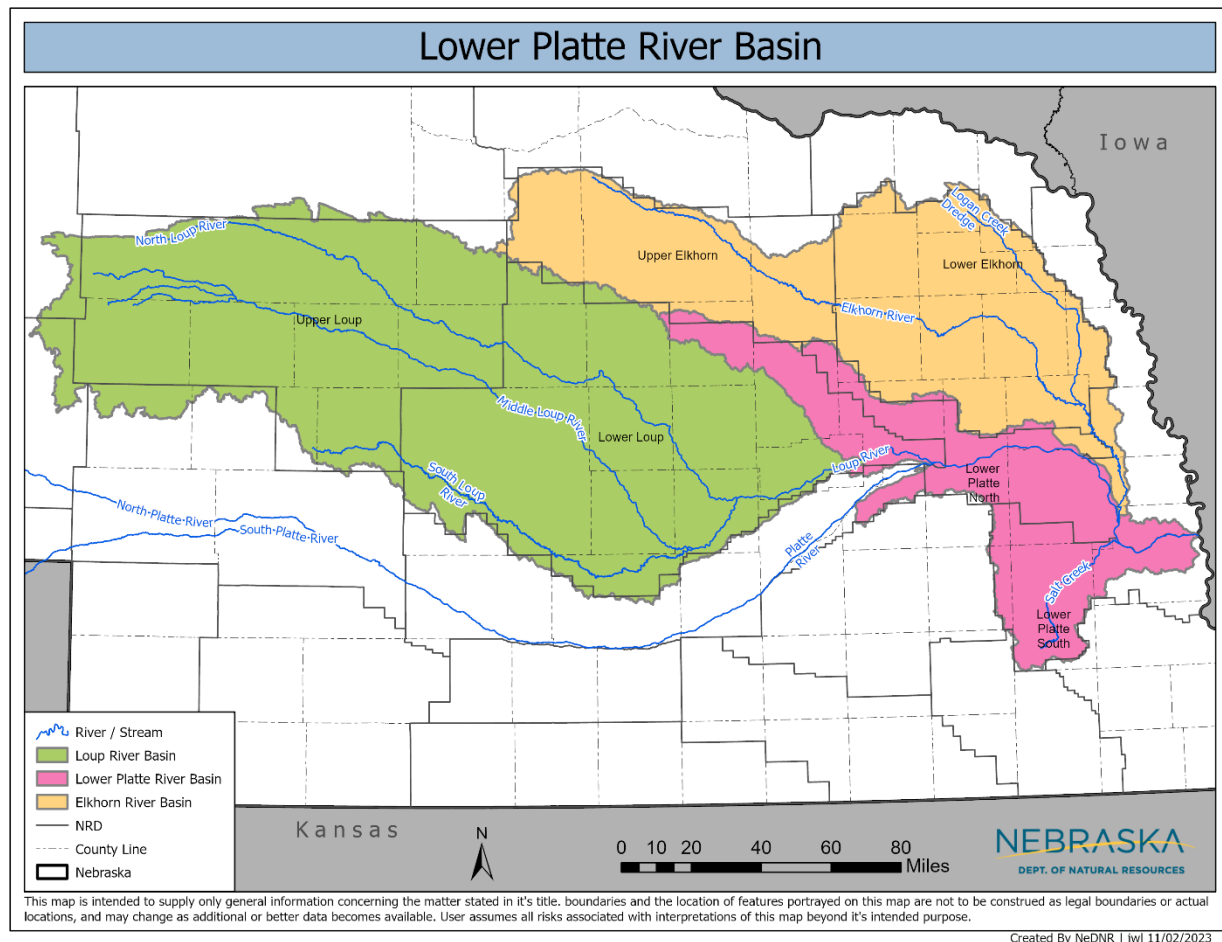 Lower Platte River Basin
Iowa
North Loup River
Logan Creek
Dredge
Upper Elkhorn
Lower Elkhorn
Elkhorn River
Upper Loup
Middle Loup
River
Lower Loup
South Loup
River
Loup River
Lower
Platte
North
North Platte River
South Platte River
Platte
River
Salt Creek
Lower
Platte
South
River / Stream
Loup River Basin
Lower Platte River Basin
Elkhorn River Basin
NRD
County Line
Nebraska
Kansas
N
0 10 20 40 60 80
Miles
NEBRASKA
DEPT. OF NATURAL RESOURCES
This map is intended to supply only general information concerning the matter stated in it's title. boundaries and the location of features portrayed on this map are not to be construed as legal boundaries or actual
locations, and may change as additional or better data becomes available. User assumes all risks associated with interpretations of this map beyond it's intended purpose.
Created By NeDNR | jwl 11/02/2023